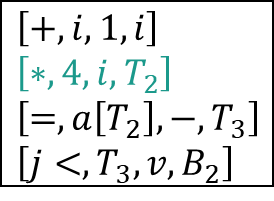 [+, i, 1, i]
[*, 4, i, T₂]
[=, a[T₂], −, T₃]
[j <, T₃, v, B₂]